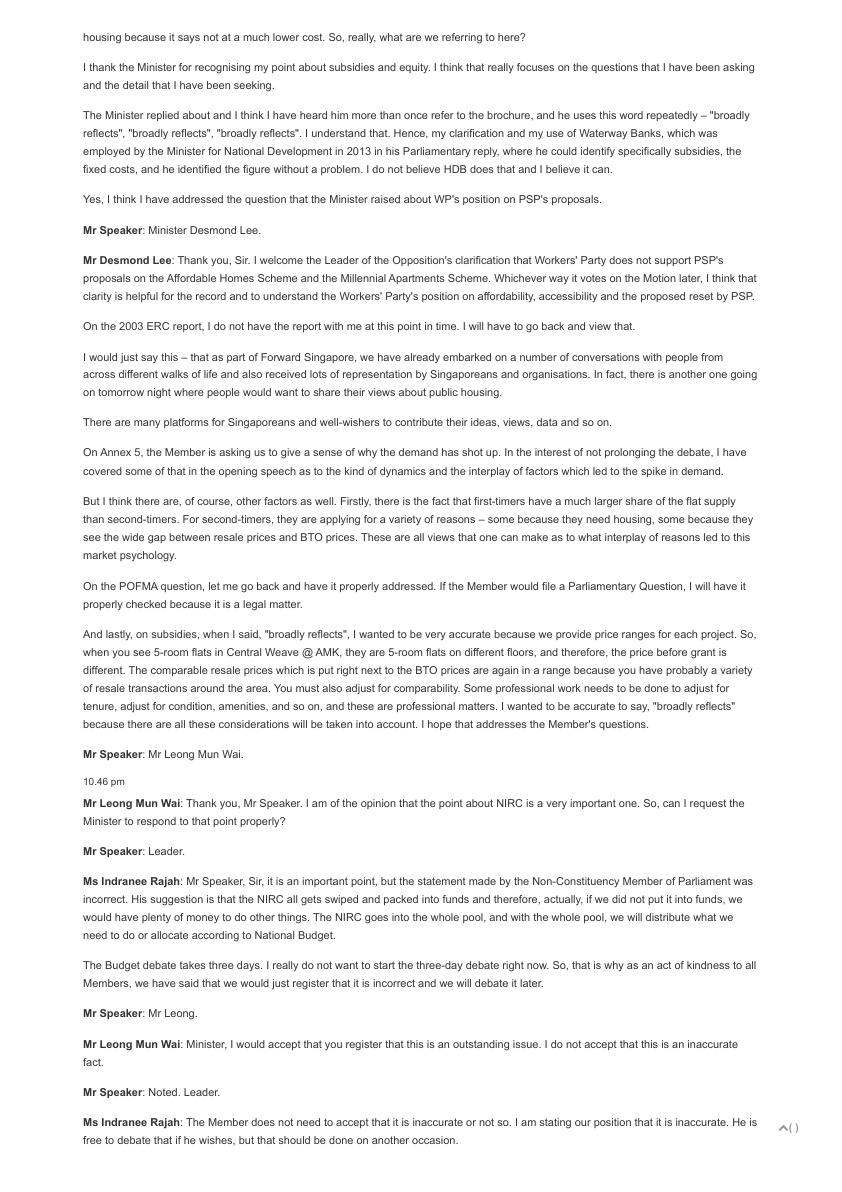 housing because it says not at a much lower cost. So, really, what are we referring to here?
I thank the Minister for recognising my point about subsidies and equity. I think that really focuses on the questions that I have been asking
and the detail that I have been seeking.
The Minister replied about and I think I have heard him more than once refer to the brochure, and he uses this word repeatedly – "broadly
reflects", "broadly reflects", "broadly reflects". I understand that. Hence, my clarification and my use of Waterway Banks, which was
employed by the Minister for National Development in 2013 in his Parliamentary reply, where he could identify specifically subsidies, the
fixed costs, and he identified the figure without a problem. I do not believe HDB does that and I believe it can.
Yes, I think I have addressed the question that the Minister raised about WP's position on PSP's proposals.
Mr Speaker: Minister Desmond Lee.
Mr Desmond Lee: Thank you, Sir. I welcome the Leader of the Opposition's clarification that Workers' Party does not support PSP's
proposals on the Affordable Homes Scheme and the Millennial Apartments Scheme. Whichever way it votes on the Motion later, I think that
clarity is helpful for the record and to understand the Workers' Party's position on affordability, accessibility and the proposed reset by PSP.
On the 2003 ERC report, I do not have the report with me at this point in time. I will have to go back and view that.
I would just say this – that as part of Forward Singapore, we have already embarked on a number of conversations with people from
across different walks of life and also received lots of representation by Singaporeans and organisations. In fact, there is another one going
on tomorrow night where people would want to share their views about public housing.
There are many platforms for Singaporeans and well-wishers to contribute their ideas, views, data and so on.
On Annex 5, the Member is asking us to give a sense of why the demand has shot up. In the interest of not prolonging the debate, I have
covered some of that in the opening speech as to the kind of dynamics and the interplay of factors which led to the spike in demand.
But I think there are, of course, other factors as well. Firstly, there is the fact that first-timers have a much larger share of the flat supply
than second-timers. For second-timers, they are applying for a variety of reasons – some because they need housing, some because they
see the wide gap between resale prices and BTO prices. These are all views that one can make as to what interplay of reasons led to this
market psychology.
On the POFMA question, let me go back and have it properly addressed. If the Member would file a Parliamentary Question, I will have it
properly checked because it is a legal matter.
And lastly, on subsidies, when I said, "broadly reflects", I wanted to be very accurate because we provide price ranges for each project. So,
when you see 5-room flats in Central Weave @ AMK, they are 5-room flats on different floors, and therefore, the price before grant is
different. The comparable resale prices which is put right next to the BTO prices are again in a range because you have probably a variety
of resale transactions around the area. You must also adjust for comparability. Some professional work needs to be done to adjust for
tenure, adjust for condition, amenities, and so on, and these are professional matters. I wanted to be accurate to say, "broadly reflects"
because there are all these considerations will be taken into account. I hope that addresses the Member's questions.
Mr Speaker: Mr Leong Mun Wai.
10.46 pm
Mr Leong Mun Wai: Thank you, Mr Speaker. I am of the opinion that the point about NIRC is a very important one. So, can I request the
Minister to respond to that point properly?
Mr Speaker: Leader.
Ms Indranee Rajah: Mr Speaker, Sir, it is an important point, but the statement made by the Non-Constituency Member of Parliament was
incorrect. His suggestion is that the NIRC all gets swiped and packed into funds and therefore, actually, if we did not put it into funds, we
would have plenty of money to do other things. The NIRC goes into the whole pool, and with the whole pool, we will distribute what we
need to do or allocate according to National Budget.
The Budget debate takes three days. I really do not want to start the three-day debate right now. So, that is why as an act of kindness to all
Members, we have said that we would just register that it is incorrect and we will debate it later.
Mr Speaker: Mr Leong.
Mr Leong Mun Wai: Minister, I would accept that you register that this is an outstanding issue. I do not accept that this is an inaccurate
fact.
Mr Speaker: Noted. Leader.
Ms Indranee Rajah: The Member does not need to accept that it is inaccurate or not so. I am stating our position that it is inaccurate. He is
free to debate that if he wishes, but that should be done on another occasion.
( )